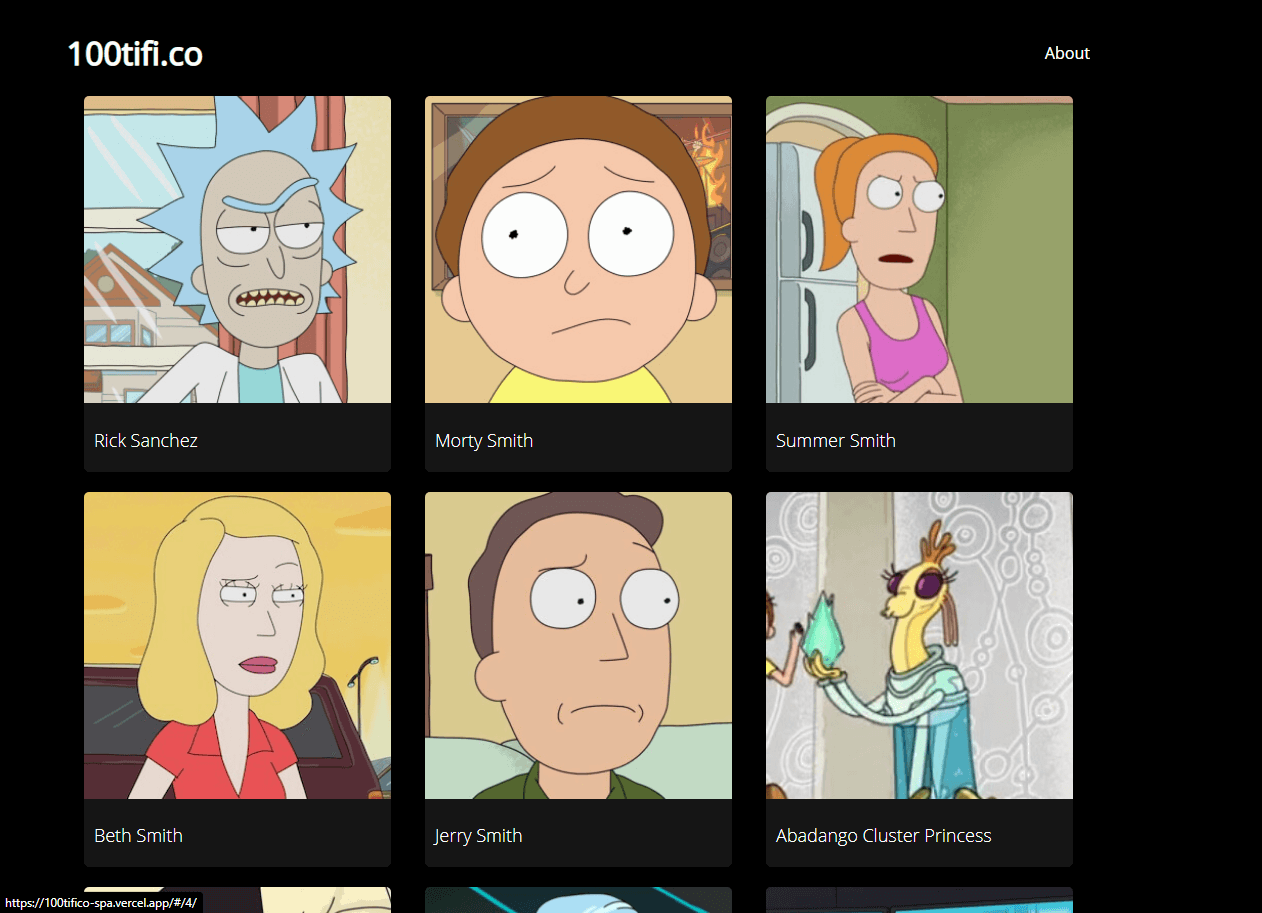 100tifi.co
About
Rick Sanchez
Morty Smith
Summer Smith
Beth Smith
Jerry Smith
Abadango Cluster Princess
https://100tifico-spa.vercel.app/#/4/